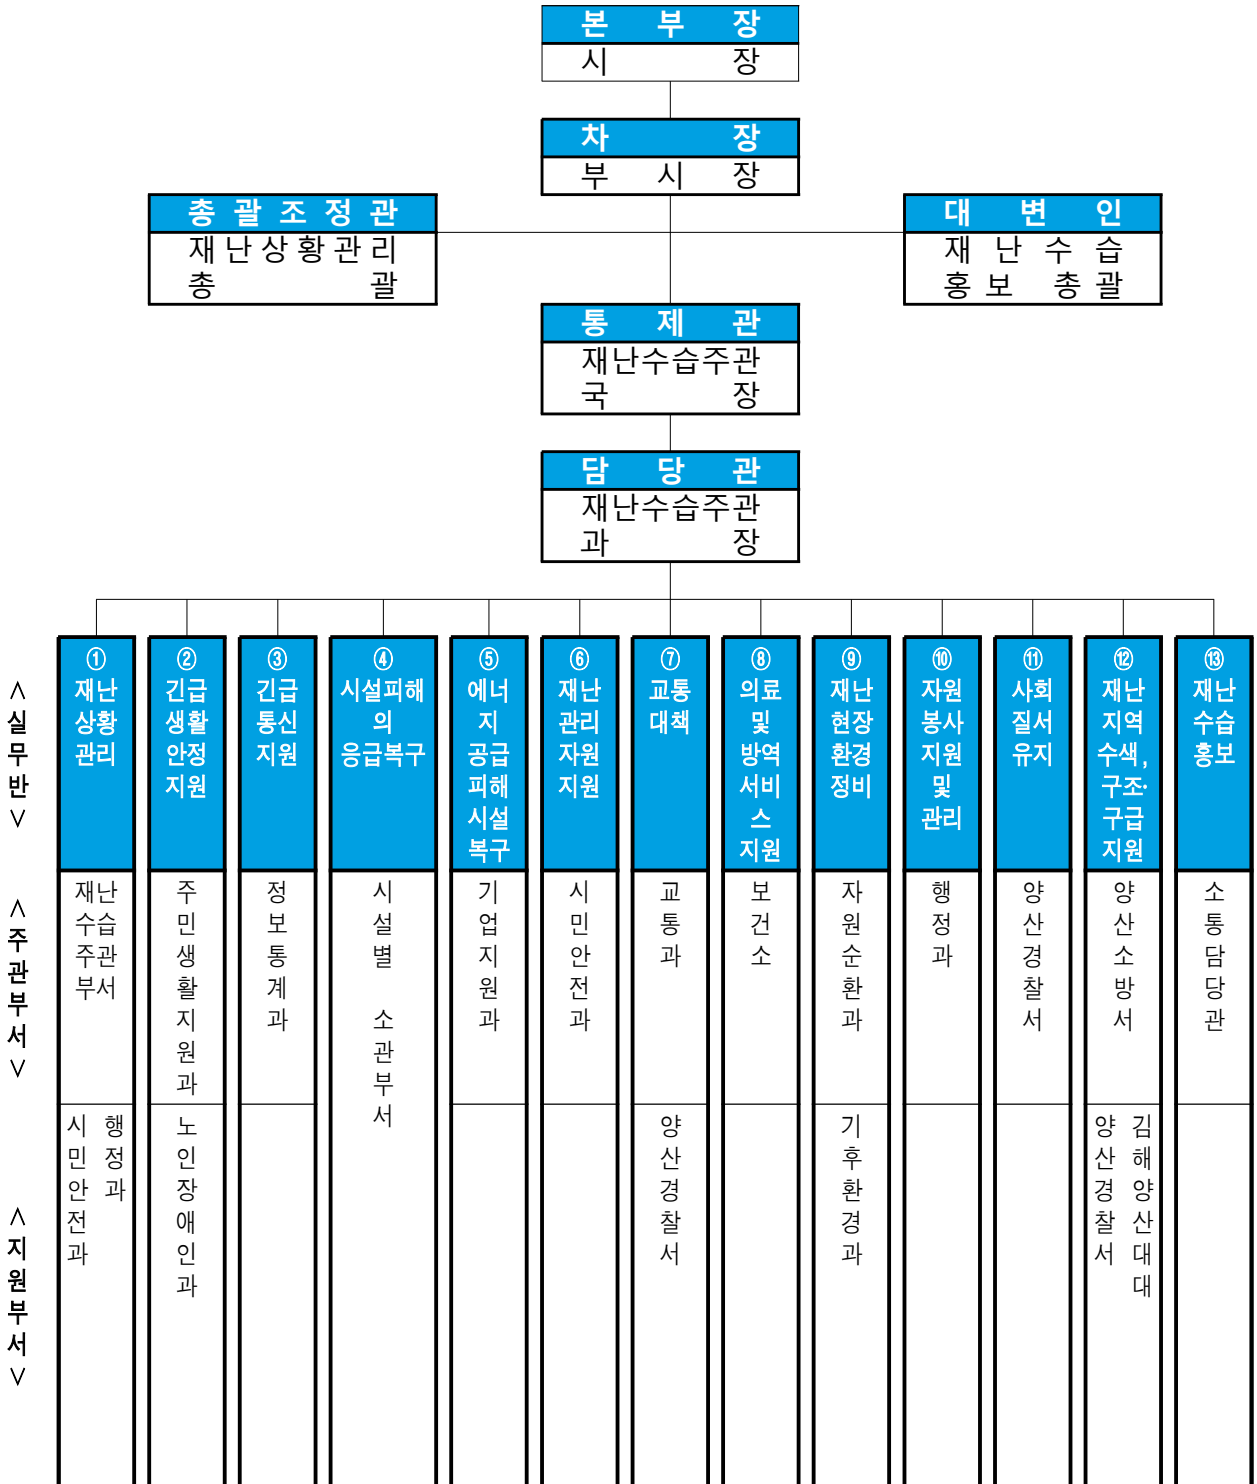 본 부 장
시 장
차 장
부 시 장
총 괄 조 정 관
재 난 상 황 관 리
총 괄
대 변 인
재 난 수 습
홍 보 총 괄
통 제 관
재난수습주관
국 장
담 당 관
재난수습주관
과 장
<실무반>
①
재난
상황
관리
②
긴급
생활
안정
지원
③
긴급
통신
지원
④
시설피해
의
응급복구
⑤
에너
지
공급
피해
시설
복구
⑥
재난
관리
자원
지원
⑦
교통
대책
⑧
의료
및
방역
서비
스
지원
⑨
재난
현장
환경
정비
⑩
자원
봉사
지원
및
관리
⑪
사회
질서
유지
⑫
재난
지역
수색,
구조·
구급
지원
⑬
재난
수습
홍보
<주관부서>
재난
수습
주관
부서
주민생활지원과
정보통계과
시설별 소관부서
기업지원과
시민안전과
교통과
보건소
자원순환과
행정과
양산경찰서
양산소방서
소통담당관
<지원부서>
시민안전과
행정과
노인장애인과
양산경찰서
기후환경과
양산경찰서
김해양산대대